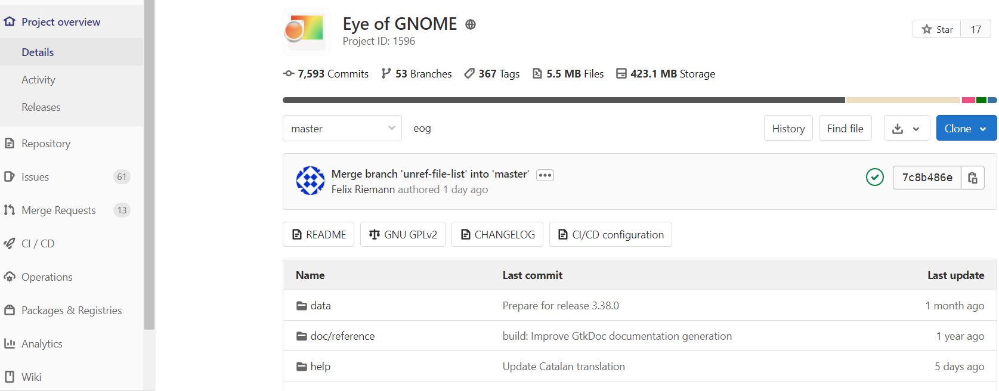 Project overview
Details
Activity
Releases
Repository
Issues 61
Merge Requests 13
CI / CD
Operations
Packages & Registries
Analytics
Wiki
Eye of GNOME
Project ID: 1596
Star 17
7,593 Commits 53 Branches 367 Tags 5.5 MB Files 423.1 MB Storage
master eog History Find file Clone
Merge branch 'unref-file-list' into 'master'
Felix Riemann authored 1 day ago
7c8b486e
README GNU GPLv2 CHANGELOG CI/CD configuration
Name Last commit Last update
data Prepare for release 3.38.0 1 month ago
doc/reference build: Improve GtkDoc documentation generation 1 year ago
help Update Catalan translation 5 days ago